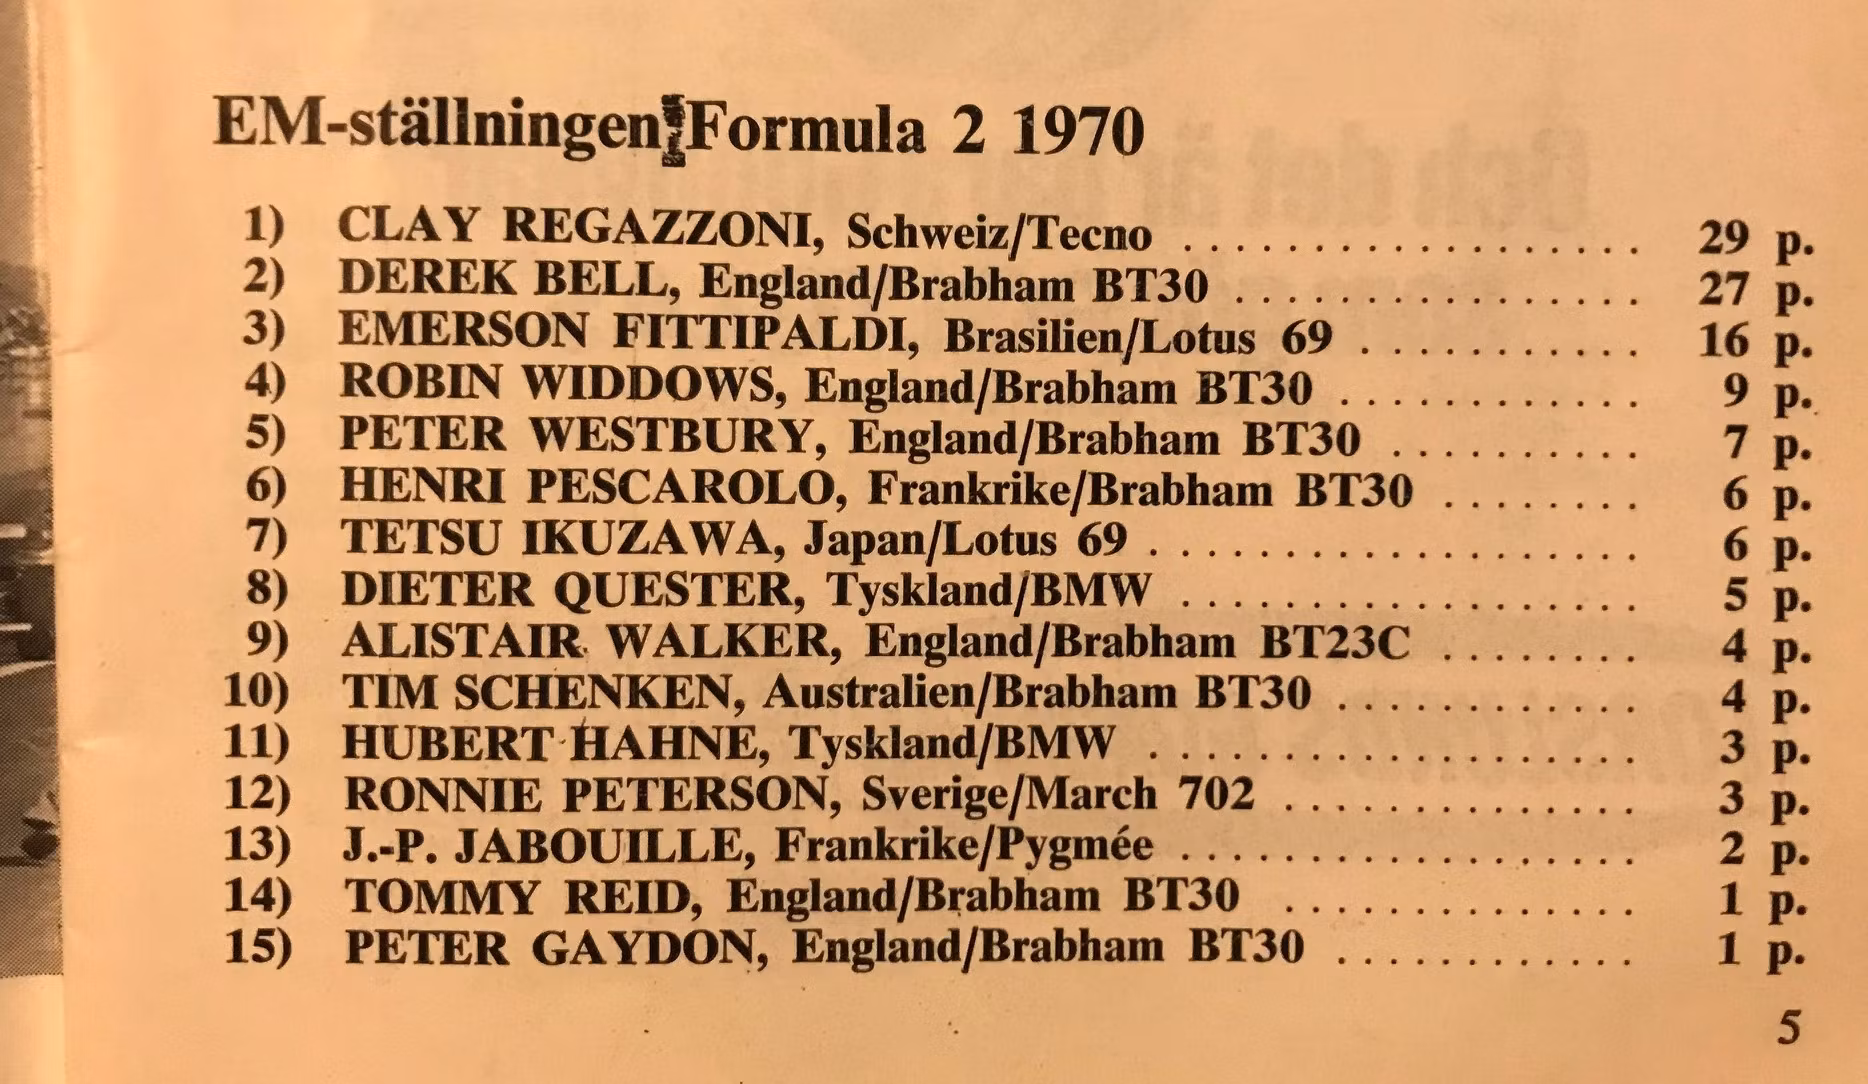 EM-ställningen Formula 2 1970
1) CLAY REGAZZONI, Schweiz/Tecno .................. 29 p.
2) DEREK BELL, England/Brabham BT30 ................ 27 p.
3) EMERSON FITTIPALDI, Brasilien/Lotus 69 ............ 16 p.
4) ROBIN WIDDOWS, England/Brabham BT30 ............. 9 p.
5) PETER WESTBURY, England/Brabham BT30 .......... 7 p.
6) HENRI PESCAROLO, Frankrike/Brabham BT30 ........ 6 p.
7) TETSU IKUZAWA, Japan/Lotus 69 ................... 6 p.
8) DIETER QUESTER, Tyskland/BMW .................. 5 p.
9) ALISTAIR WALKER, England/Brabham BT23C ........ 4 p.
10) TIM SCHENKEN, Australien/Brabham BT30 ............ 4 p.
11) HUBERT HAHNE, Tyskland/BMW ................... 3 p.
12) RONNIE PETERSON, Sverige/March 702 .............. 3 p.
13) J.-P. JABOUILLE, Frankrike/Pygmée .................. 2 p.
14) TOMMY REID, England/Brabham BT30 .............. 1 p.
15) PETER GAYDON, England/Brabham BT30 ............ 1 p.
5